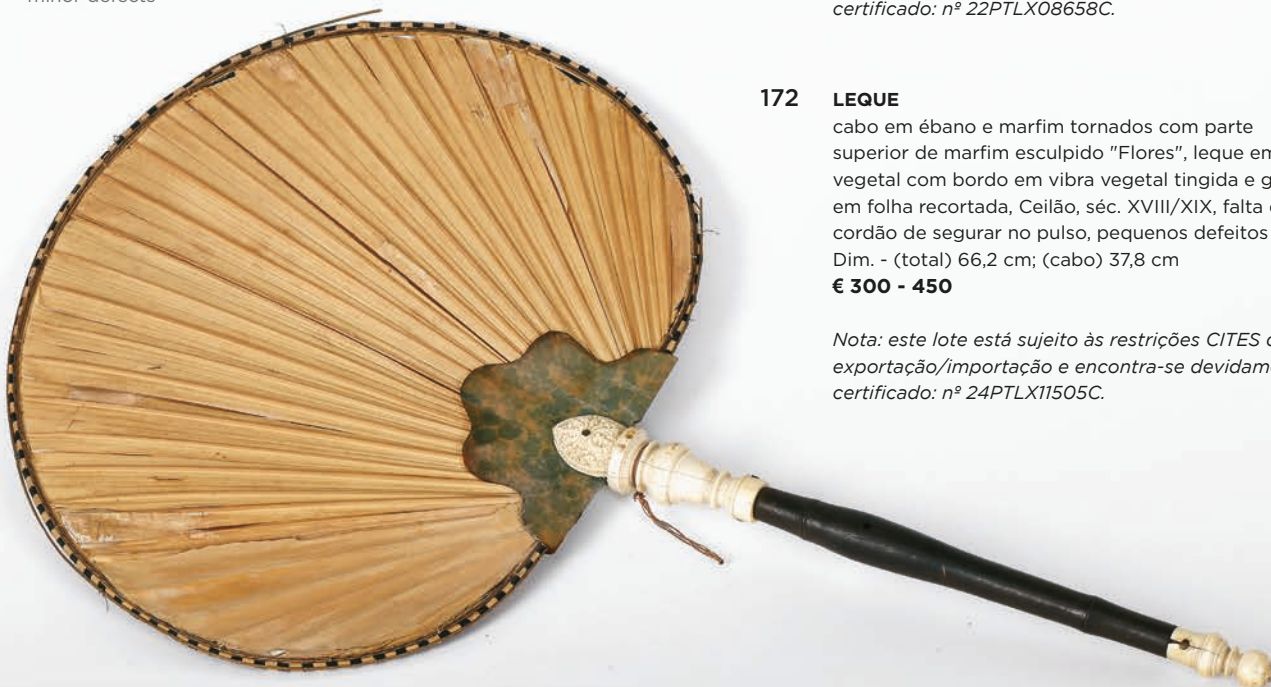 minor defects
certificado: nº 22PTLX08658C.
172 LEQUE
cabo em ébano e marfim tornados com parte
superior de marfim esculpido "Flores", leque em
vegetal com bordo em vibra vegetal tingida e g
em folha recortada, Ceilão, séc. XVIII/XIX, falta
cordão de segurar no pulso, pequenos defeitos
Dim. - (total) 66,2 cm; (cabo) 37,8 cm
€ 300 - 450
Nota: este lote está sujeito às restrições CITES
exportação/importação e encontra-se devidam
certificado: nº 24PTLX11505C.